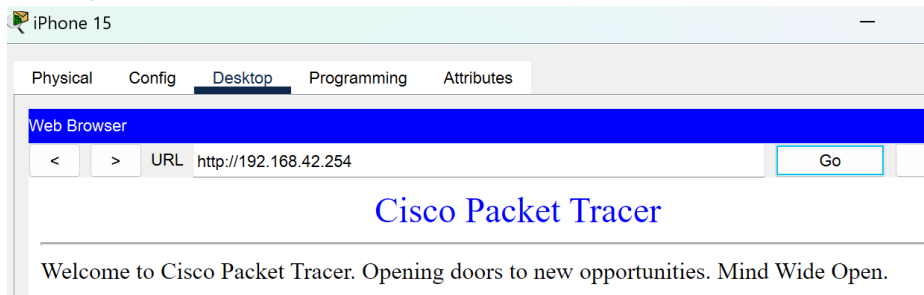 iPhone 15
Physical Config Desktop Programming Attributes
Web Browser
< > URL http://192.168.42.254 Go
Cisco Packet Tracer
Welcome to Cisco Packet Tracer. Opening doors to new opportunities. Mind Wide Open.